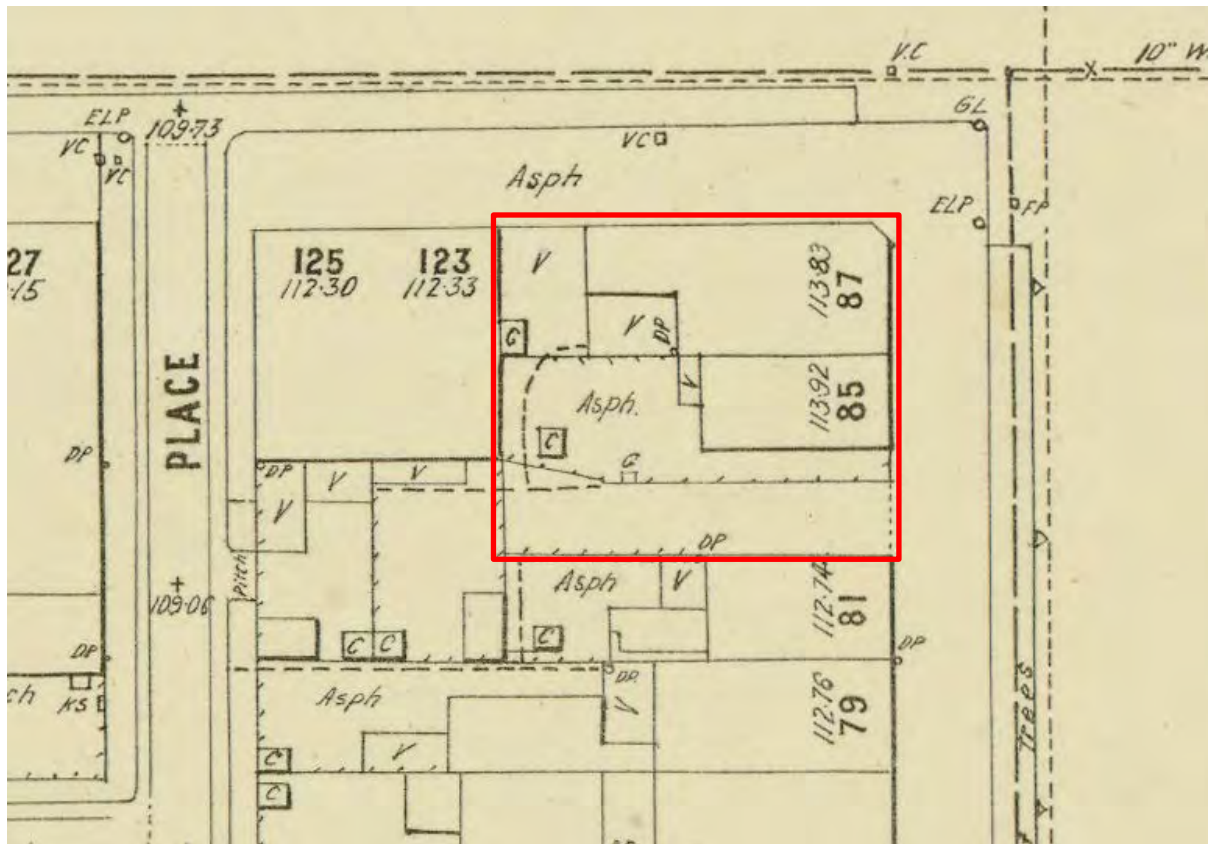 V.C
10" W
ELP
109·73
GL
VC
VC
VC
Asph
ELP
FP
27
·15
125
112·30
123
112·33
V
113·83
87
C
V
DP
PLACE
V
113·92
85
Asph.
C
DP
DP
V
V
V
G
DP
Pitch
Asph
V
112·74
81
109·06
C
C
C
DP
DP
DP
ch
KS
Asph
V
112·76
79
Trees
C
V
C